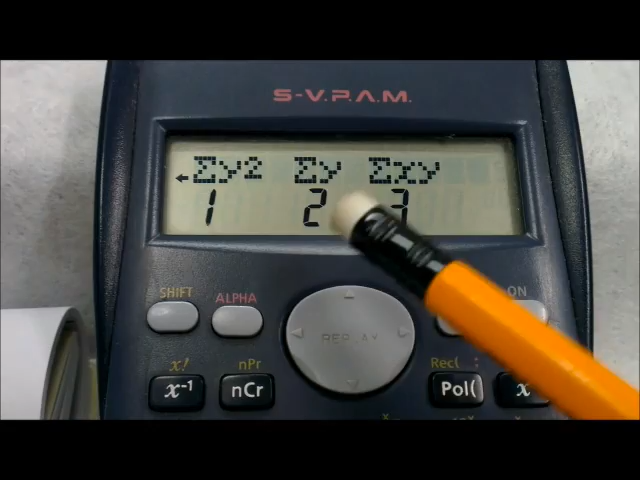 S-V.P.A.M.
←Σy² Σy Σxy
1 2 3
SHIFT ALPHA REPLAY ON
x! nPr Rec( :
x⁻¹ nCr Pol(